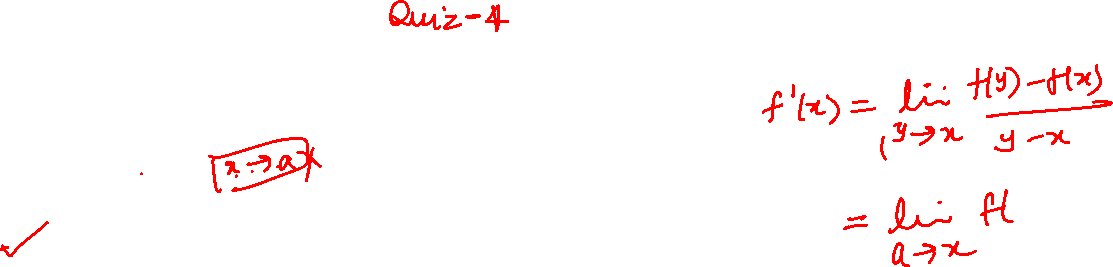 Quiz-4
f'(x) = lim f(y)-f(x)
y→x y-x
x→a
= lim f(
a→x